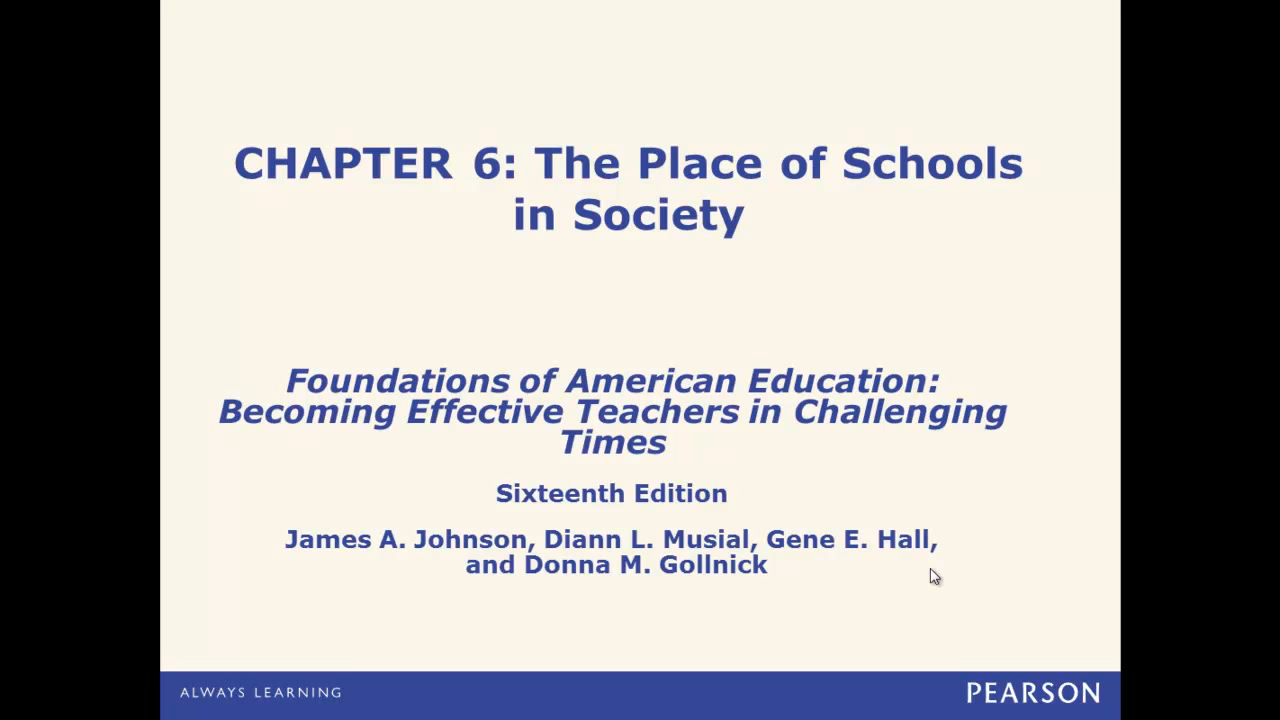 CHAPTER 6: The Place of Schools
in Society
Foundations of American Education:
Becoming Effective Teachers in Challenging
Times
Sixteenth Edition
James A. Johnson, Diann L. Musial, Gene E. Hall,
and Donna M. Gollnick
ALWAYS LEARNING
PEARSON